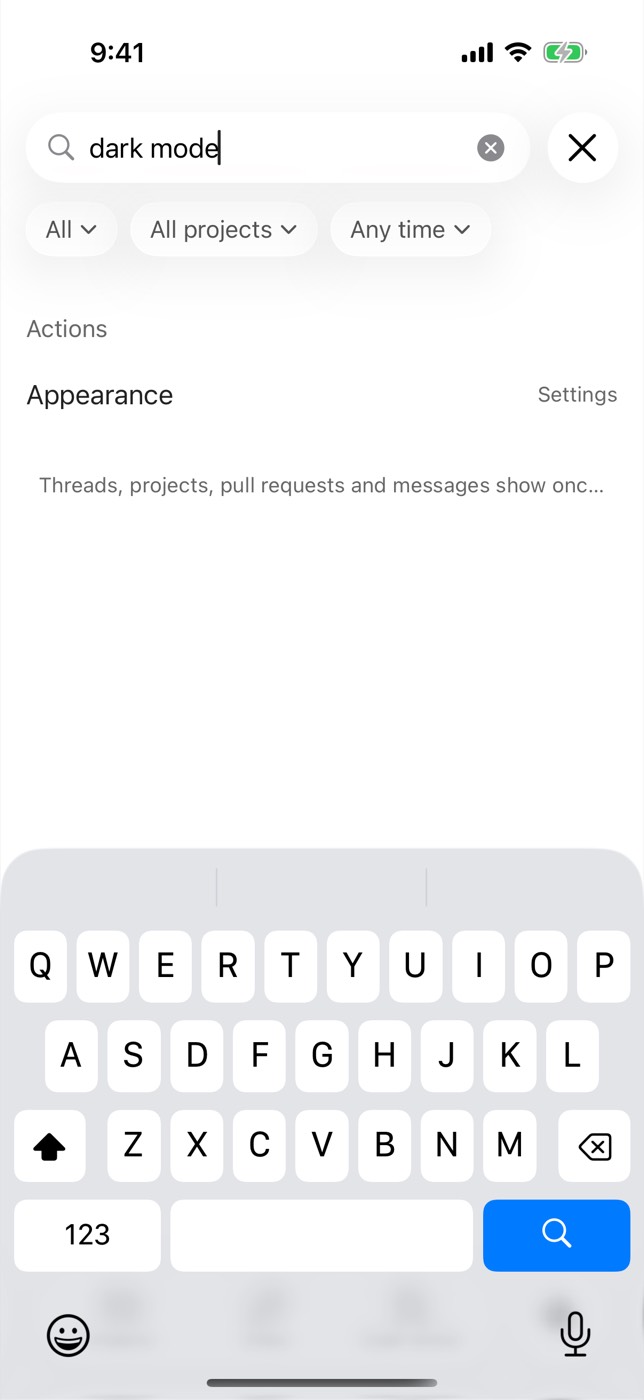 9:41
dark mode
All
All projects
Any time
Actions
Appearance
Settings
Threads, projects, pull requests and messages show onc...
Q W E R T Y U I O P
A S D F G H J K L
Z X C V B N M
123